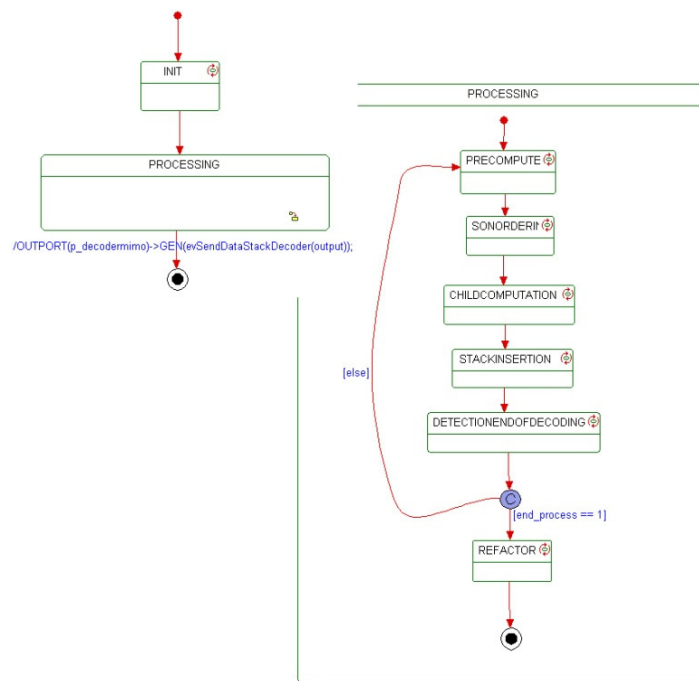 INIT
PROCESSING
/OUTPORT(p_decodermimo)->GEN(evSendDataStackDecoder(output));
PROCESSING
PRECOMPUTE
SONORDERIN
CHILDCOMPUTATION
STACKINSERTION
[else]
DETECTIONENDOFDECODING
C
[end_process == 1]
REFACTOR